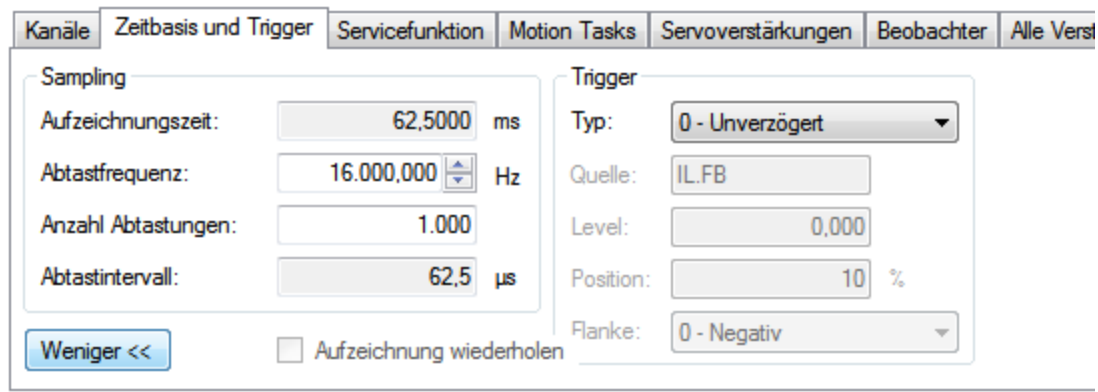 Kanäle Zeitbasis und Trigger Servicefunktion Motion Tasks Servoverstärkungen Beobachter Alle Verst
Sampling
Aufzeichnungszeit: 62,5000 ms
Abtastfrequenz: 16.000,000 Hz
Anzahl Abtastungen: 1.000
Abtastintervall: 62,5 µs
Weniger << Aufzeichnung wiederholen
Trigger
Typ: 0 - Unverzögert
Quelle: IL.FB
Level: 0,000
Position: 10 %
Flanke: 0 - Negativ